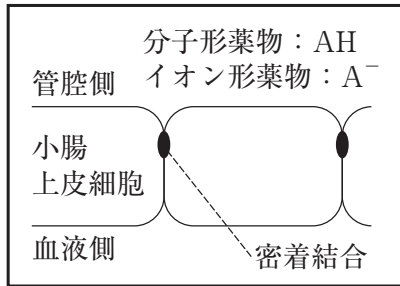 分子形薬物：AH
イオン形薬物：A⁻
管腔側
小腸
上皮細胞
血液側
密着結合